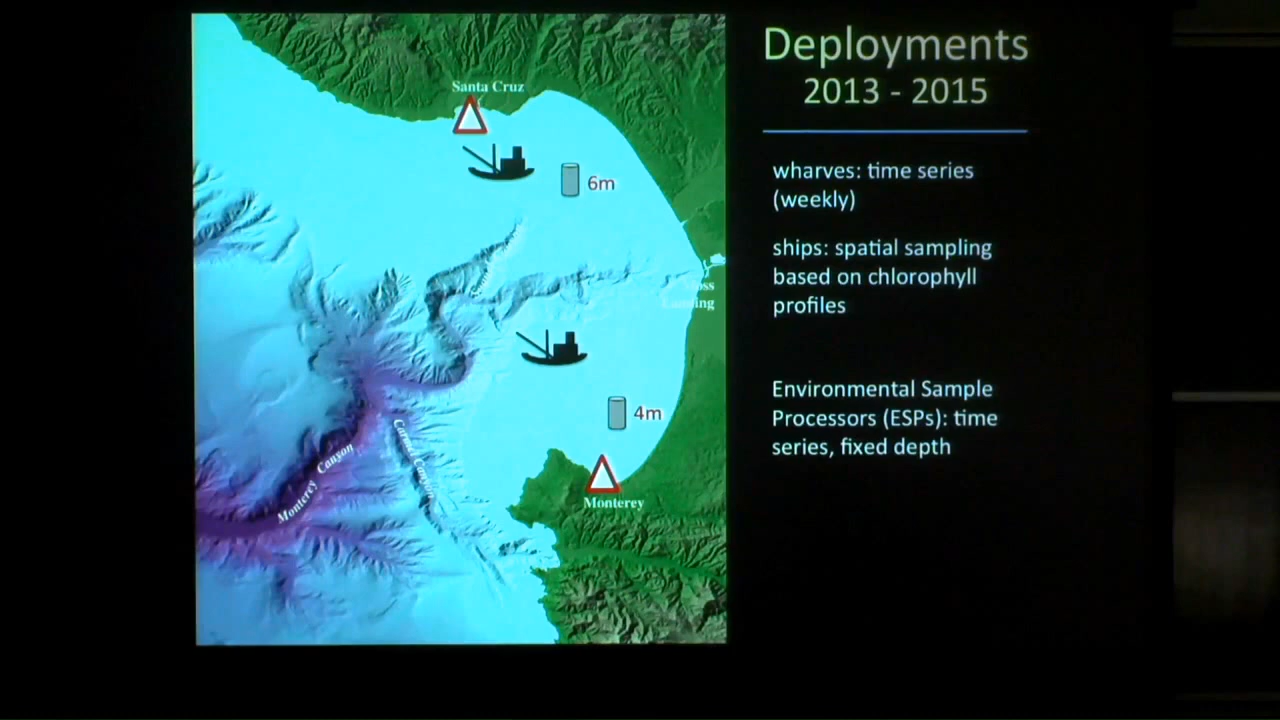 Deployments
2013 - 2015
wharves: time series
(weekly)
ships: spatial sampling
based on chlorophyll
profiles
Environmental Sample
Processors (ESPs): time
series, fixed depth
Santa Cruz
6m
Moss
Landing
4m
Monterey
Monterey Canyon
Carmel Canyon